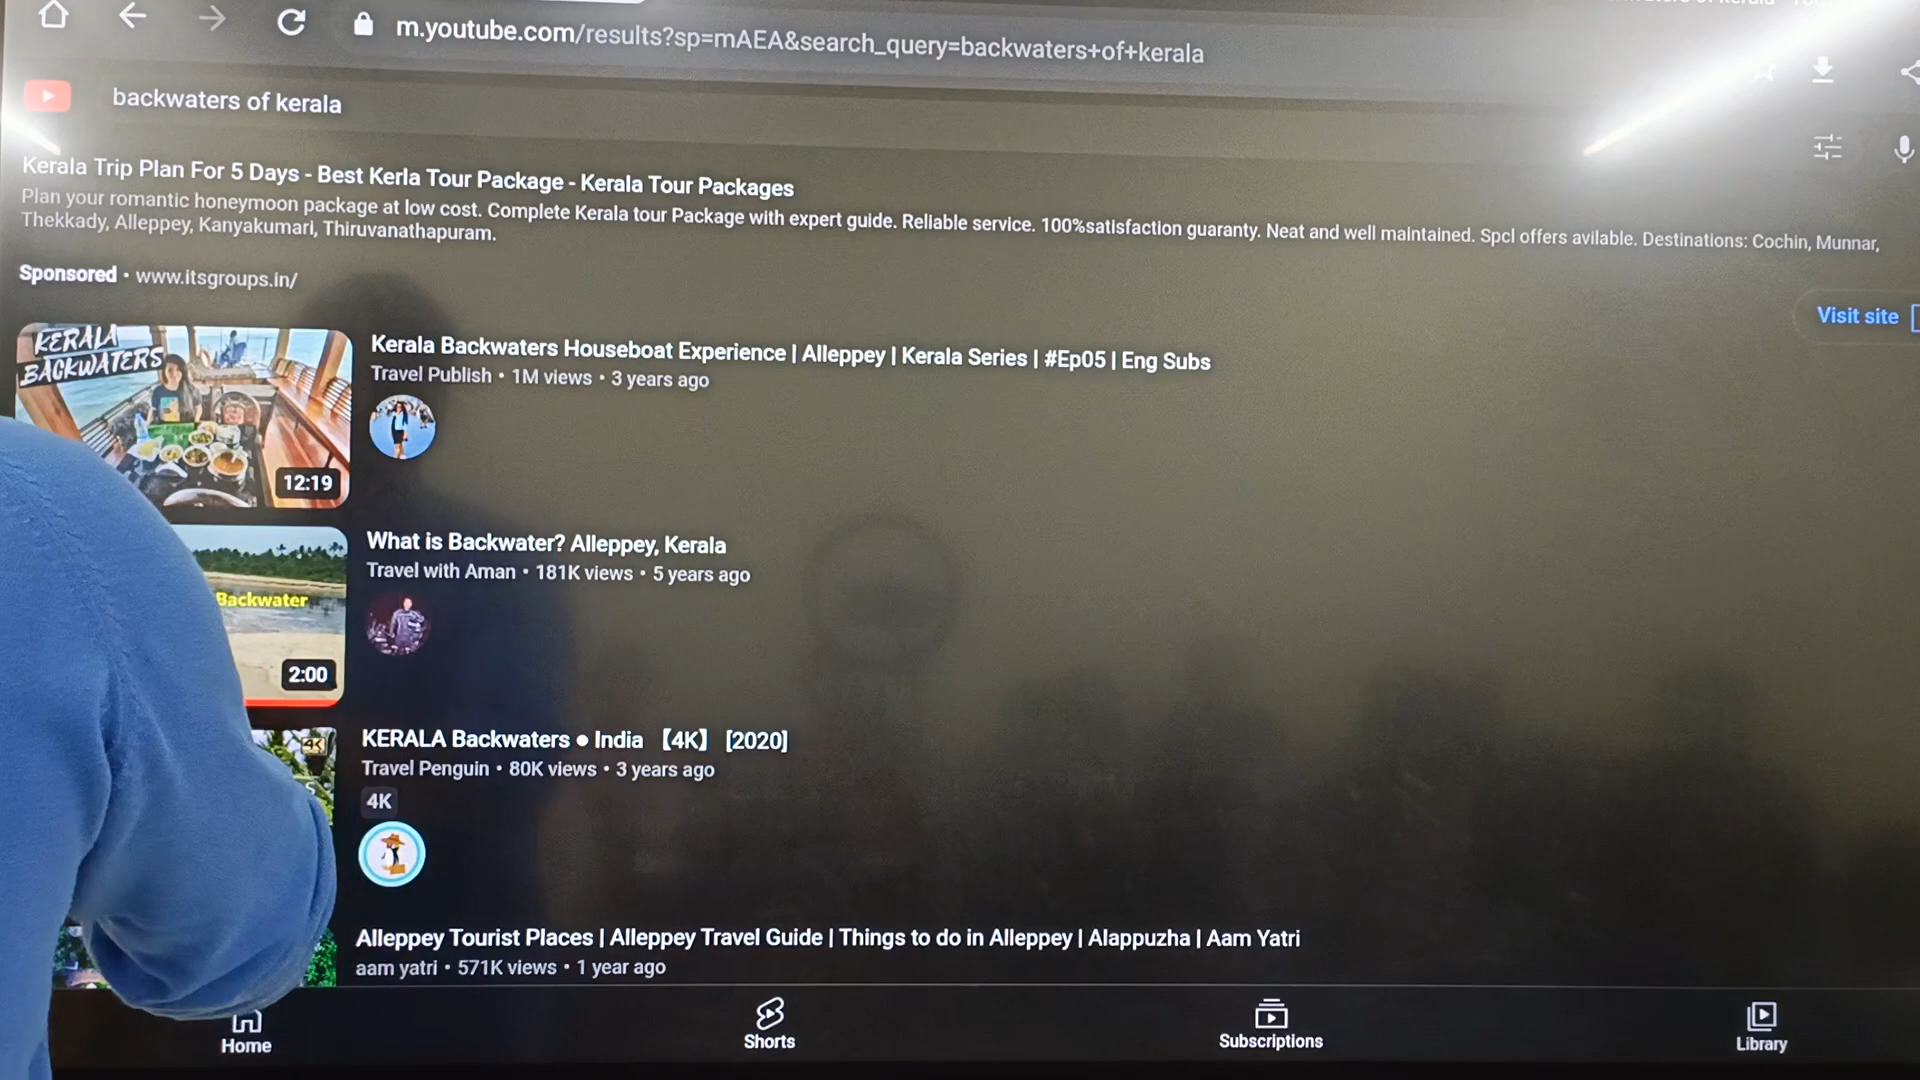 m.youtube.com/results?sp=mAEA&search_query=backwaters+of+kerala
backwaters of kerala
Kerala Trip Plan For 5 Days - Best Kerla Tour Package - Kerala Tour Packages
Plan your romantic honeymoon package at low cost. Complete Kerala tour Package with expert guide. Reliable service. 100%satisfaction guaranty. Neat and well maintained. Spcl offers avilable. Destinations: Cochin, Munnar,
Thekkady, Alleppey, Kanyakumari, Thiruvanathapuram.
Sponsored • www.itsgroups.in/
Visit site
KERALA
BACKWATERS
12:19
Kerala Backwaters Houseboat Experience | Alleppey | Kerala Series | #Ep05 | Eng Subs
Travel Publish • 1M views • 3 years ago
Backwater
2:00
What is Backwater? Alleppey, Kerala
Travel with Aman • 181K views • 5 years ago
4K
KERALA Backwaters ● India 【4K】 [2020]
Travel Penguin • 80K views • 3 years ago
4K
Alleppey Tourist Places | Alleppey Travel Guide | Things to do in Alleppey | Alappuzha | Aam Yatri
aam yatri • 571K views • 1 year ago
Home
Shorts
Subscriptions
Library